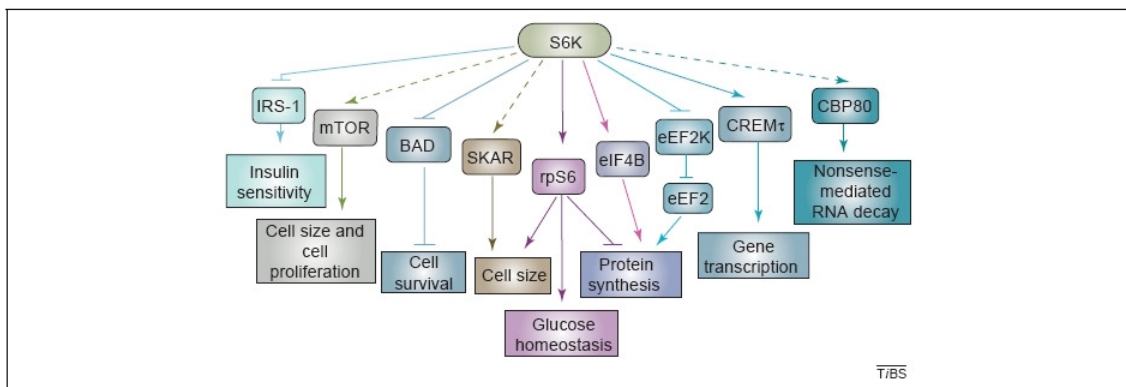 S6K
IRS-1
mTOR
BAD
SKAR
rpS6
eIF4B
eEF2K
eEF2
CREMτ
CBP80
Insulin
sensitivity
Cell size and
cell
proliferation
Cell
survival
Cell size
Glucose
homeostasis
Protein
synthesis
Gene
transcription
Nonsense-
mediated
RNA decay
TiBS